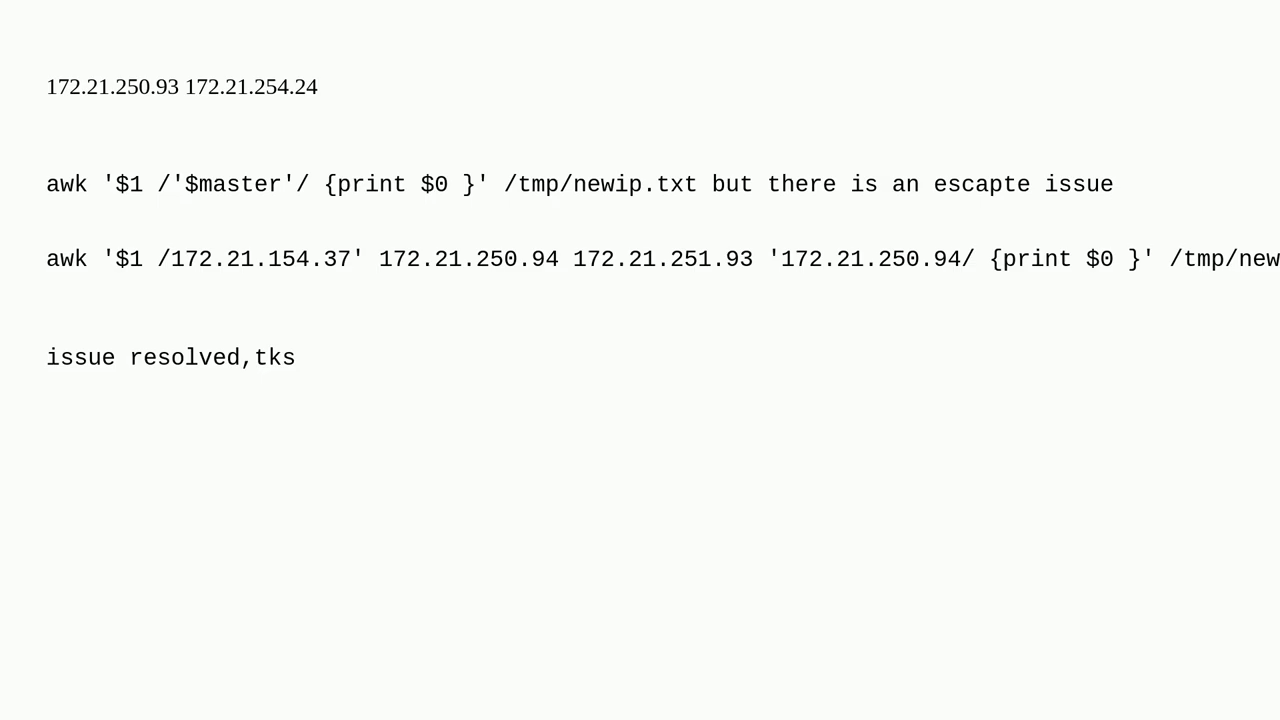 172.21.250.93 172.21.254.24
awk '$1 /'$master'/ {print $0 }' /tmp/newip.txt but there is an escapte issue
awk '$1 /172.21.154.37' 172.21.250.94 172.21.251.93 '172.21.250.94/ {print $0 }' /tmp/new
issue resolved,tks